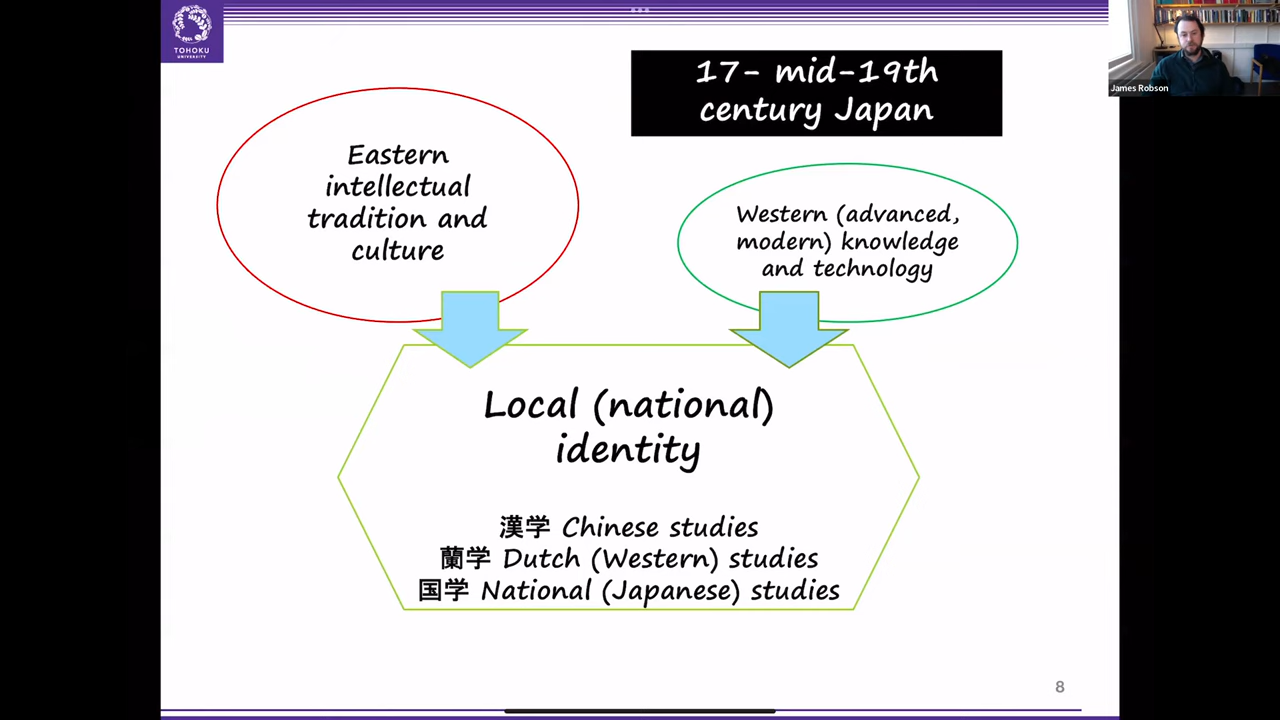 TOHOKU
UNIVERSITY
17- mid-19th
century Japan
James Robson
Eastern
intellectual
tradition and
culture
Western (advanced,
modern) knowledge
and technology
Local (national)
identity
漢学 Chinese studies
蘭学 Dutch (Western) studies
国学 National (Japanese) studies
8